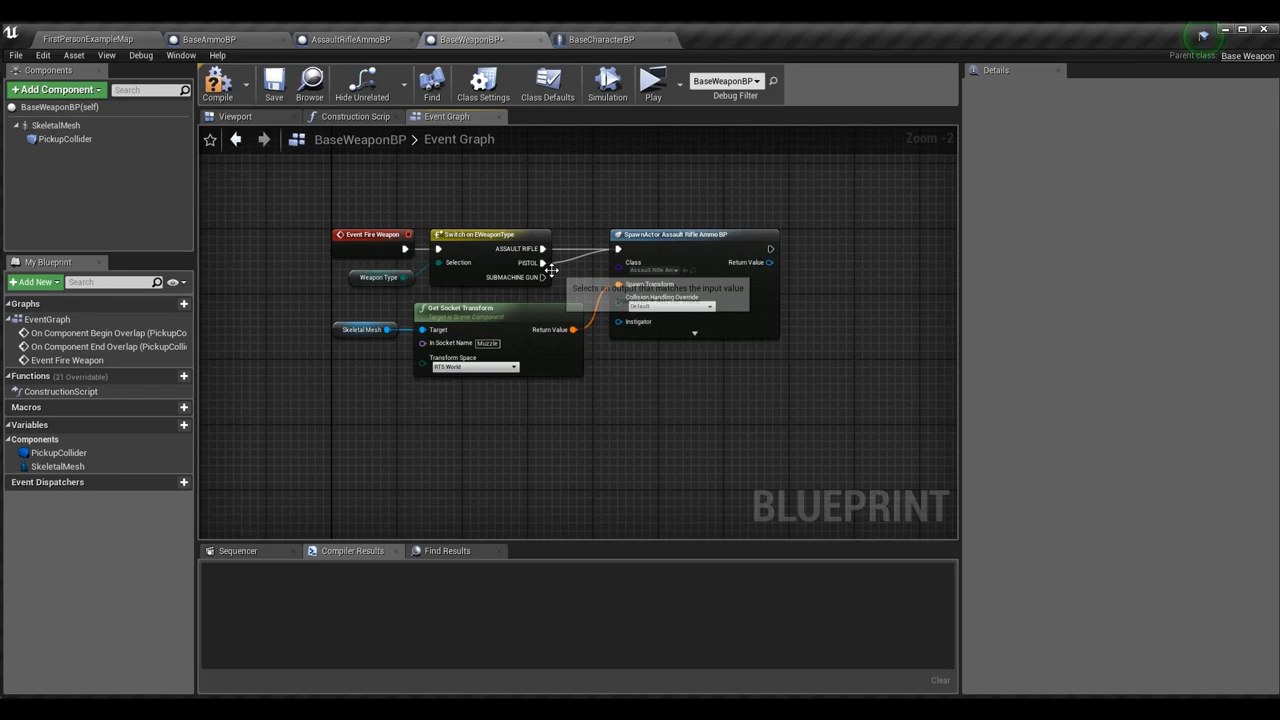 FirstPersonExampleMap
BaseAmmoBP
AssaultRifleAmmoBP
BaseWeaponBP*
BaseCharacterBP
File Edit Asset View Debug Window Help
Parent class: Base Weapon
Components
+ Add Component
Search
BaseWeaponBP(self)
SkeletalMesh
PickupCollider
Compile
Save
Browse
Hide Unrelated
Find
Class Settings
Class Defaults
Simulation
Play
BaseWeaponBP
Debug Filter
Details
Viewport
Construction Scrip
Event Graph
BaseWeaponBP > Event Graph
Zoom -2
My Blueprint
+ Add New
Search
Graphs
EventGraph
On Component Begin Overlap (PickupCo
On Component End Overlap (PickupColli
Event Fire Weapon
Functions (21 Overridable)
ConstructionScript
Macros
Variables
Components
PickupCollider
SkeletalMesh
Event Dispatchers
Event Fire Weapon
Weapon Type
Switch on EWeaponType
Selection
ASSAULT RIFLE
PISTOL
SUBMACHINE GUN
SpawnActor Assault Rifle Ammo BP
Class
Assault Rifle Am
Return Value
Spawn Transform
Collision Handling Override
Default
Instigator
Selects an output that matches the input value
Skeletal Mesh
Get Socket Transform
Target is Scene Component
Target
Return Value
In Socket Name Muzzle
Transform Space
RTS World
BLUEPRINT
Sequencer
Compiler Results
Find Results
Clear